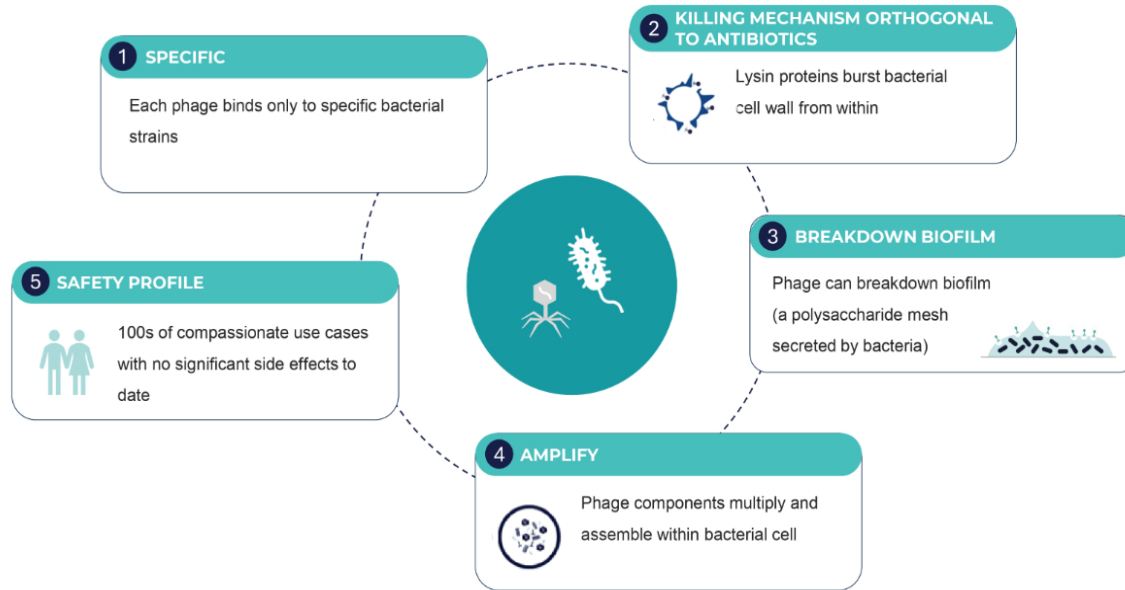 1 SPECIFIC
Each phage binds only to specific bacterial
strains
2 KILLING MECHANISM ORTHOGONAL
TO ANTIBIOTICS
Lysin proteins burst bacterial
cell wall from within
3 BREAKDOWN BIOFILM
Phage can breakdown biofilm
(a polysaccharide mesh
secreted by bacteria)
4 AMPLIFY
Phage components multiply and
assemble within bacterial cell
5 SAFETY PROFILE
100s of compassionate use cases
with no significant side effects to
date